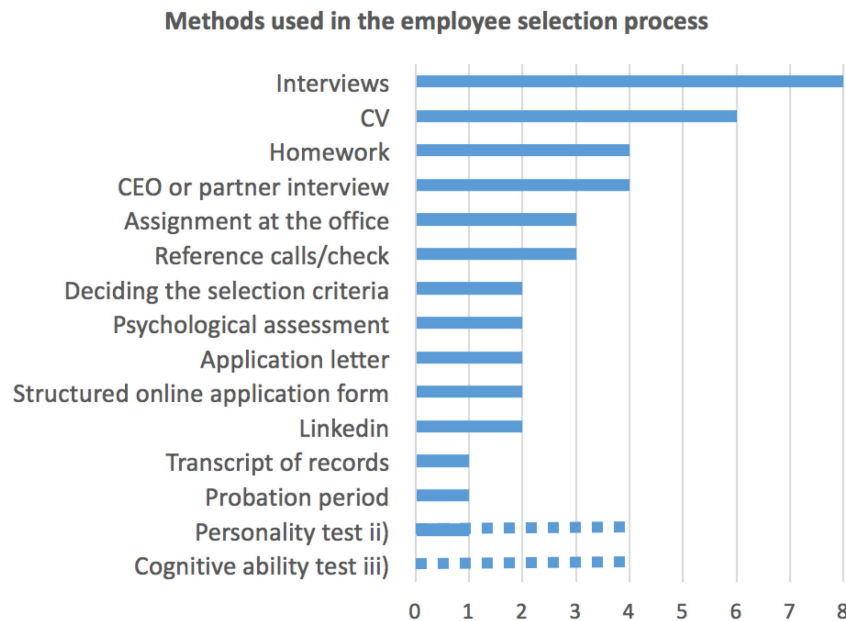 Methods used in the employee selection process
Interviews
CV
Homework
CEO or partner interview
Assignment at the office
Reference calls/check
Deciding the selection criteria
Psychological assessment
Application letter
Structured online application form
Linkedin
Transcript of records
Probation period
Personality test ii)
Cognitive ability test iii)
0 1 2 3 4 5 6 7 8